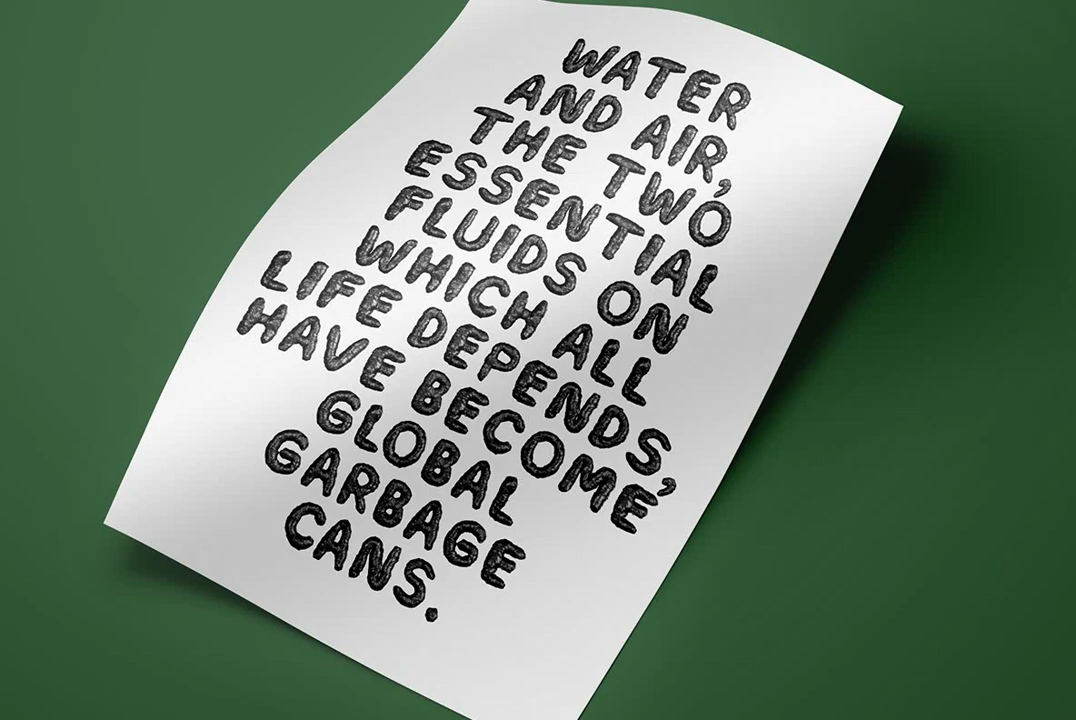 WATER
AND AIR,
THE TWO
ESSENTIAL
FLUIDS ON
WHICH ALL
LIFE DEPENDS,
HAVE BECOME
GLOBAL
GARBAGE
CANS.